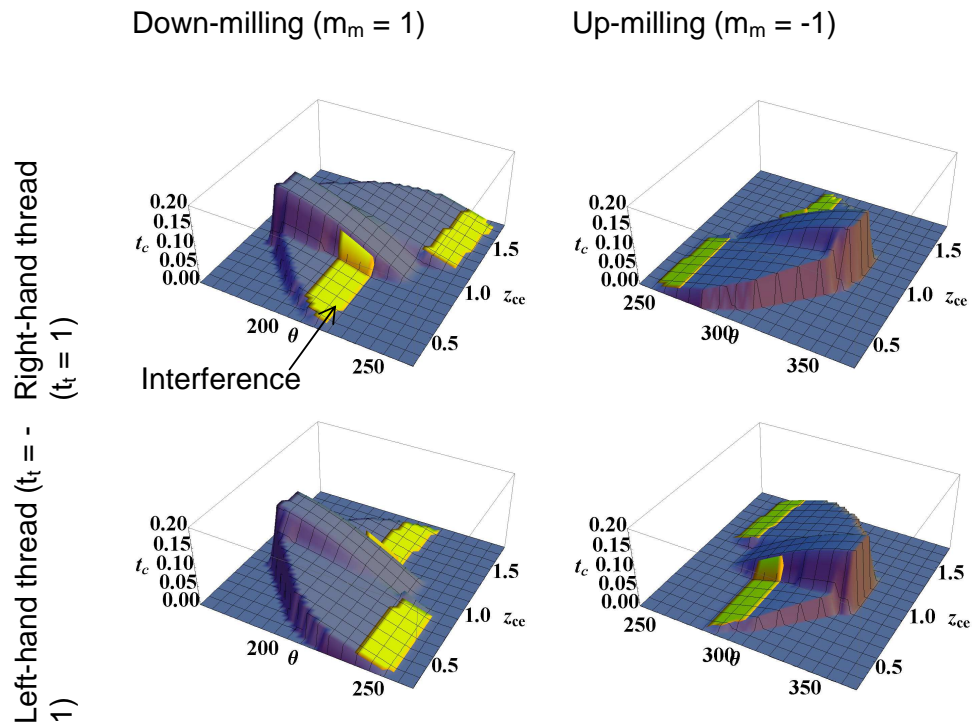 Down-milling (mm = 1)
Up-milling (mm = -1)
Right-hand thread
(tt = 1)
0.20
0.15
tc 0.10
0.05
0.00
200 θ 250
0.5
1.0 zce
1.5
Interference
0.20
0.15
tc 0.10
0.05
0.00
250
300 θ
350
0.5
1.0 zce
1.5
Left-hand thread (tt = -
1)
0.20
0.15
tc 0.10
0.05
0.00
200 θ 250
0.5
1.0 zce
1.5
0.20
0.15
tc 0.10
0.05
0.00
250
300 θ
350
0.5
1.0 zce
1.5